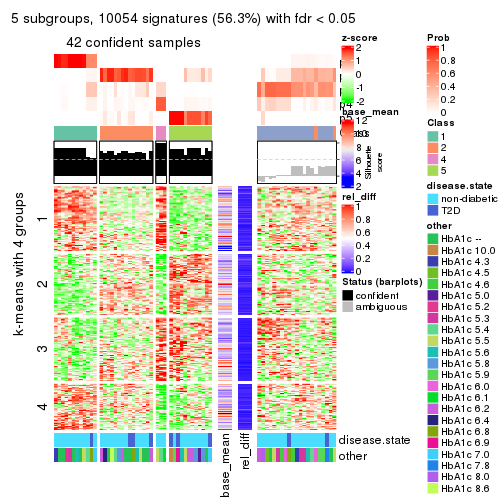 5 subgroups, 10054 signatures (56.3%) with fdr < 0.05
42 confident samples
k-means with 4 groups
1
2
3
4
base_mean
rel_diff
disease.state
other
z-score
2
1
0
-1
-2
base_mean
12
10
8
6
4
2
Silhouette
score
rel_diff
1
0.8
0.6
0.4
0.2
0
Status (barplots)
confident
ambiguous
Prob
1
0.8
0.6
0.4
0.2
0
Class
1
2
4
5
disease.state
non-diabetic
T2D
other
HbA1c --
HbA1c 10.0
HbA1c 4.3
HbA1c 4.5
HbA1c 4.6
HbA1c 5.0
HbA1c 5.2
HbA1c 5.3
HbA1c 5.4
HbA1c 5.5
HbA1c 5.6
HbA1c 5.8
HbA1c 5.9
HbA1c 6.0
HbA1c 6.1
HbA1c 6.2
HbA1c 6.4
HbA1c 6.8
HbA1c 6.9
HbA1c 7.0
HbA1c 7.8
HbA1c 8.0
HbA1c 8.6